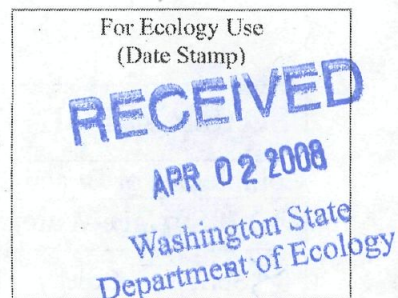 For Ecology Use
(Date Stamp)
RECEIVED
APR 02 2008
Washington State
Department of Ecology